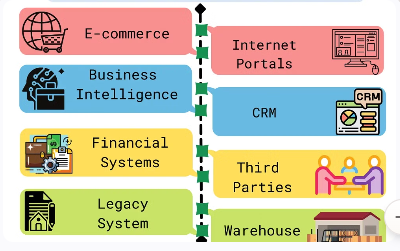 E-commerce
Internet
Portals
Business
Intelligence
CRM
CRM
Financial
Systems
Third
Parties
Legacy
System
Warehouse